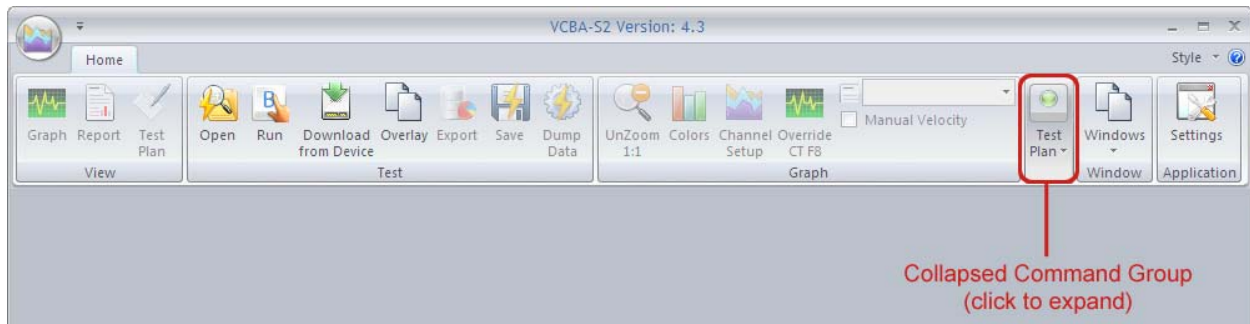 VCBA-S2 Version: 4.3
Home
Style
Graph Report Test Plan
Open Run Download from Device Overlay Export Save Dump Data
UnZoom 1:1 Colors Channel Setup Override CT F8
Manual Velocity
Test Plan
Windows
Settings
View
Test
Graph
Window
Application
Collapsed Command Group
(click to expand)